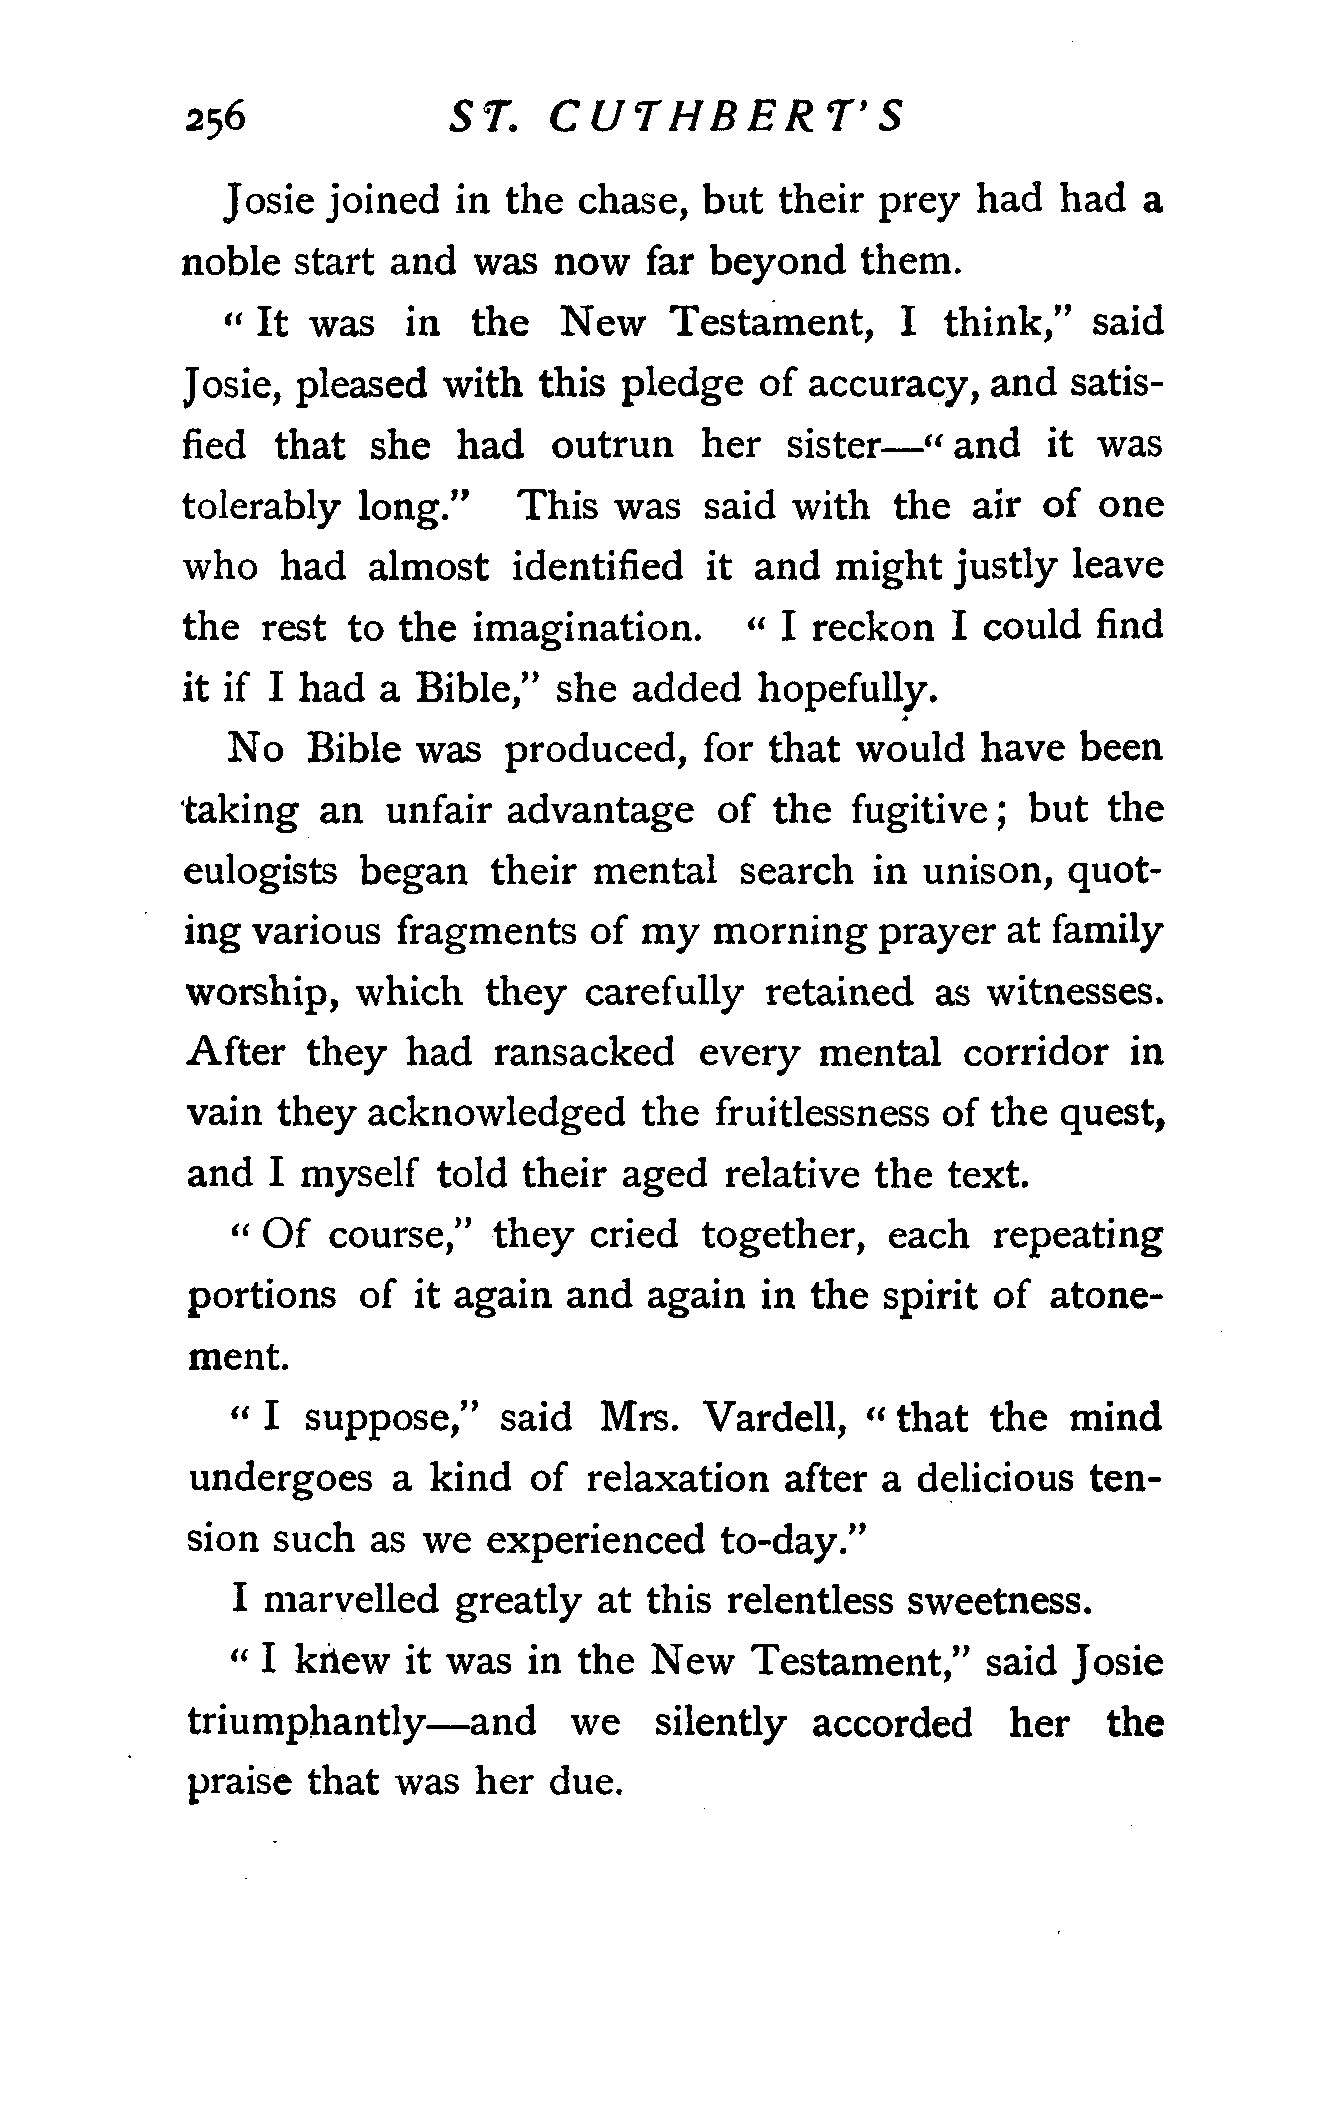 256 ST. CUTHBERT'S
Josie joined in the chase, but their prey had had a
noble start and was now far beyond them.
“ It was in the New Testament, I think,” said
Josie, pleased with this pledge of accuracy, and satis-
fied that she had outrun her sister—“ and it was
tolerably long.” This was said with the air of one
who had almost identified it and might justly leave
the rest to the imagination. “ I reckon I could find
it if I had a Bible,” she added hopefully.
No Bible was produced, for that would have been
taking an unfair advantage of the fugitive ; but the
eulogists began their mental search in unison, quot-
ing various fragments of my morning prayer at family
worship, which they carefully retained as witnesses.
After they had ransacked every mental corridor in
vain they acknowledged the fruitlessness of the quest,
and I myself told their aged relative the text.
“ Of course,” they cried together, each repeating
portions of it again and again in the spirit of atone-
ment.
“ I suppose,” said Mrs. Vardell, “ that the mind
undergoes a kind of relaxation after a delicious ten-
sion such as we experienced to-day.”
I marvelled greatly at this relentless sweetness.
“ I knew it was in the New Testament,” said Josie
triumphantly—and we silently accorded her the
praise that was her due.